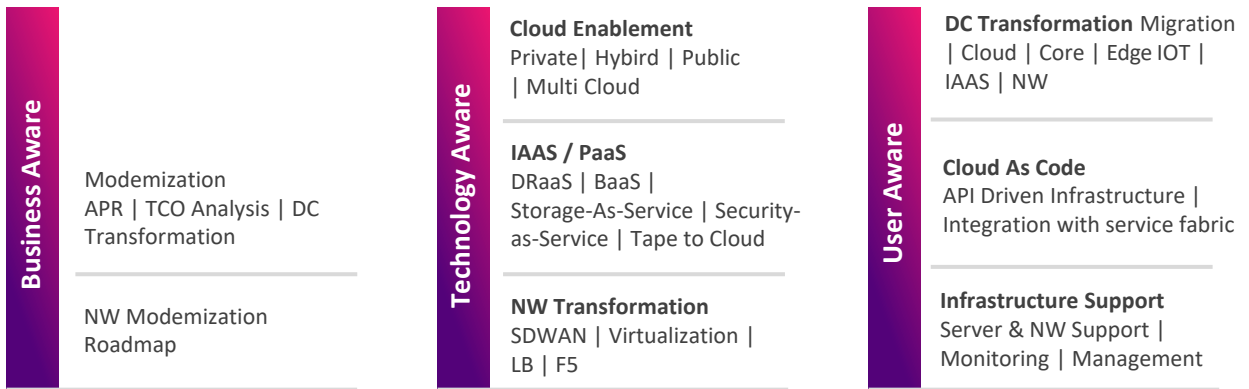 Business Aware
Modemization
APR | TCO Analysis | DC
Transformation
NW Modemization
Roadmap
Technology Aware
Cloud Enablement
Private| Hybird | Public
| Multi Cloud
IAAS / PaaS
DRaaS | BaaS |
Storage-As-Service | Security-
as-Service | Tape to Cloud
NW Transformation
SDWAN | Virtualization |
LB | F5
User Aware
DC Transformation Migration
| Cloud | Core | Edge IOT |
IAAS | NW
Cloud As Code
API Driven Infrastructure |
Integration with service fabric
Infrastructure Support
Server & NW Support |
Monitoring | Management